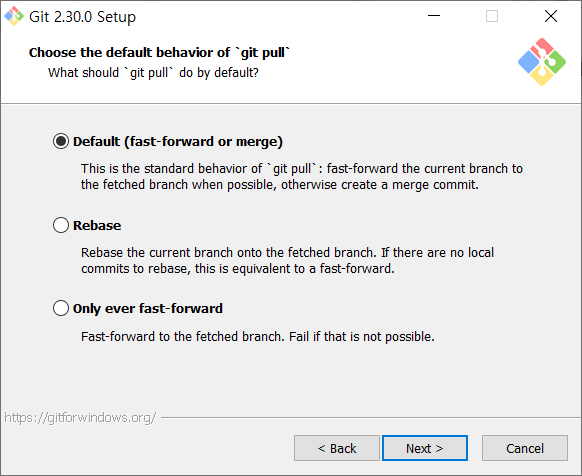 Git 2.30.0 Setup
Choose the default behavior of `git pull`
What should `git pull` do by default?
Default (fast-forward or merge)
This is the standard behavior of `git pull`: fast-forward the current branch to
the fetched branch when possible, otherwise create a merge commit.
Rebase
Rebase the current branch onto the fetched branch. If there are no local
commits to rebase, this is equivalent to a fast-forward.
Only ever fast-forward
Fast-forward to the fetched branch. Fail if that is not possible.
https://gitforwindows.org/
< Back
Next >
Cancel